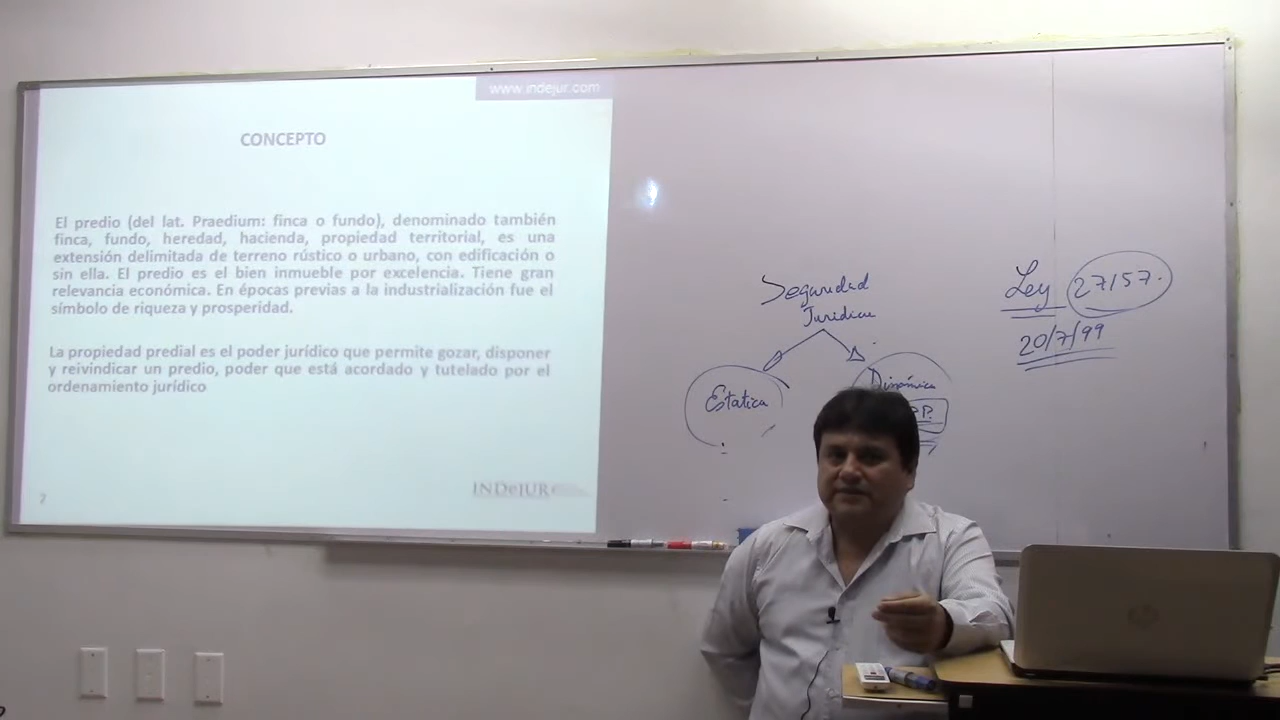 www.indejur.com
CONCEPTO
El predio (del lat. Praedium: finca o fundo), denominado también
finca, fundo, heredad, hacienda, propiedad territorial, es una
extensión delimitada de terreno rústico o urbano, con edificación o
sin ella. El predio es el bien inmueble por excelencia. Tiene gran
relevancia económica. En épocas previas a la industrialización fue el
símbolo de riqueza y prosperidad.
La propiedad predial es el poder jurídico que permite gozar, disponer
y reivindicar un predio, poder que está acordado y tutelado por el
ordenamiento jurídico
INDeJUR
2
Seguridad
Jurídica
Estatica
Dinámica
P.
Ley 27157.
20/7/99